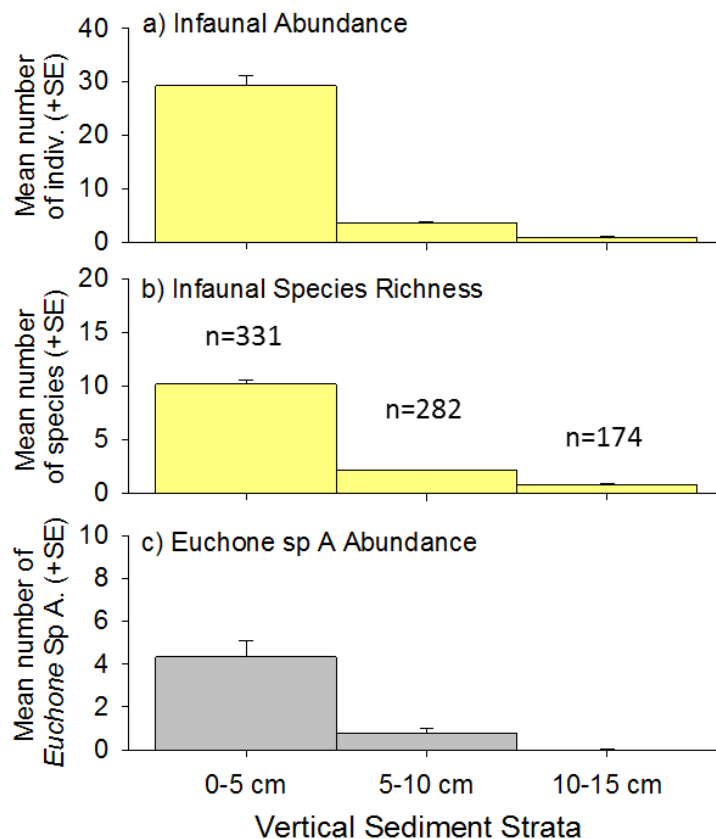 a) Infaunal Abundance
Mean number
of indiv. (+SE)
40
30
20
10
0
b) Infaunal Species Richness
Mean number
of species (+SE)
20
15
10
5
0
n=331
n=282
n=174
c) Euchone sp A Abundance
Mean number of
Euchone Sp A. (+SE)
10
8
6
4
2
0
0-5 cm
5-10 cm
10-15 cm
Vertical Sediment Strata